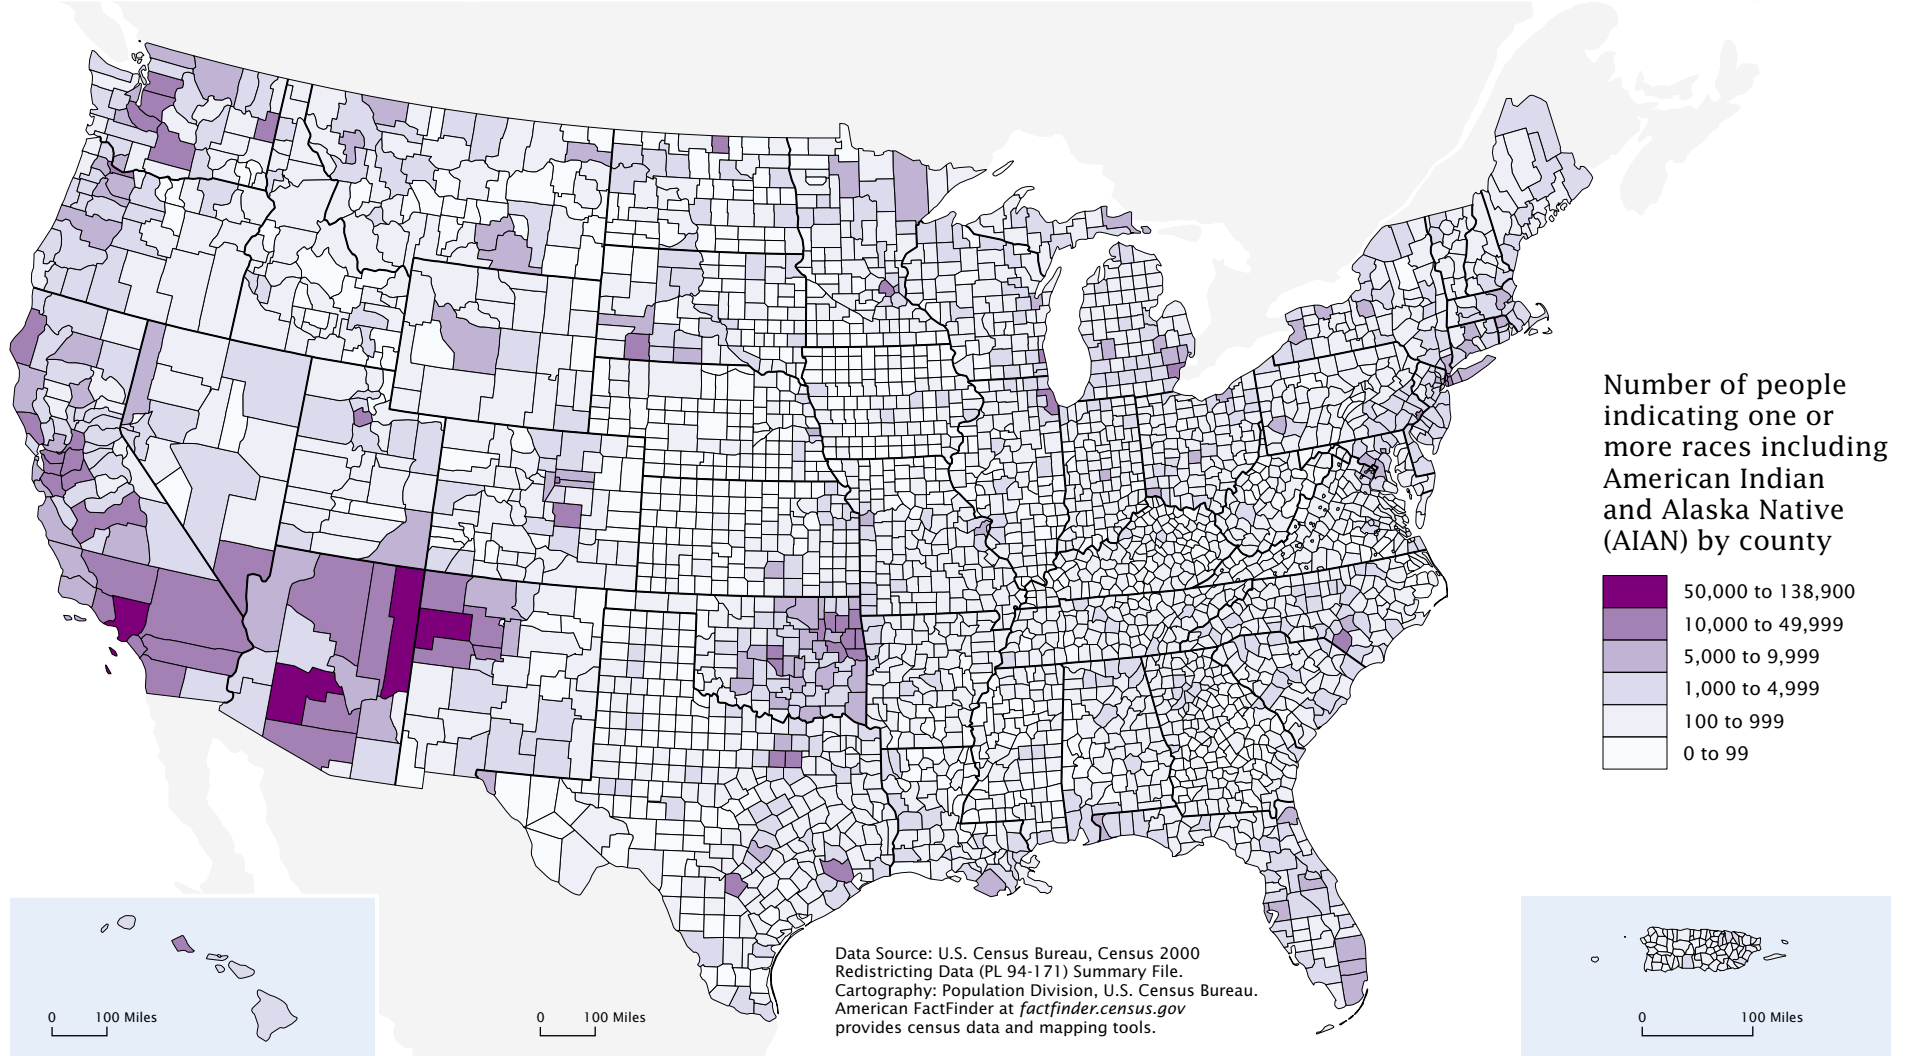 Number of people
indicating one or
more races including
American Indian
and Alaska Native
(AIAN) by county
50,000 to 138,900
10,000 to 49,999
5,000 to 9,999
1,000 to 4,999
100 to 999
0 to 99
Data Source: U.S. Census Bureau, Census 2000
Redistricting Data (PL 94-171) Summary File.
Cartography: Population Division, U.S. Census Bureau.
American FactFinder at factfinder.census.gov
provides census data and mapping tools.
0 100 Miles
0 100 Miles
0 100 Miles